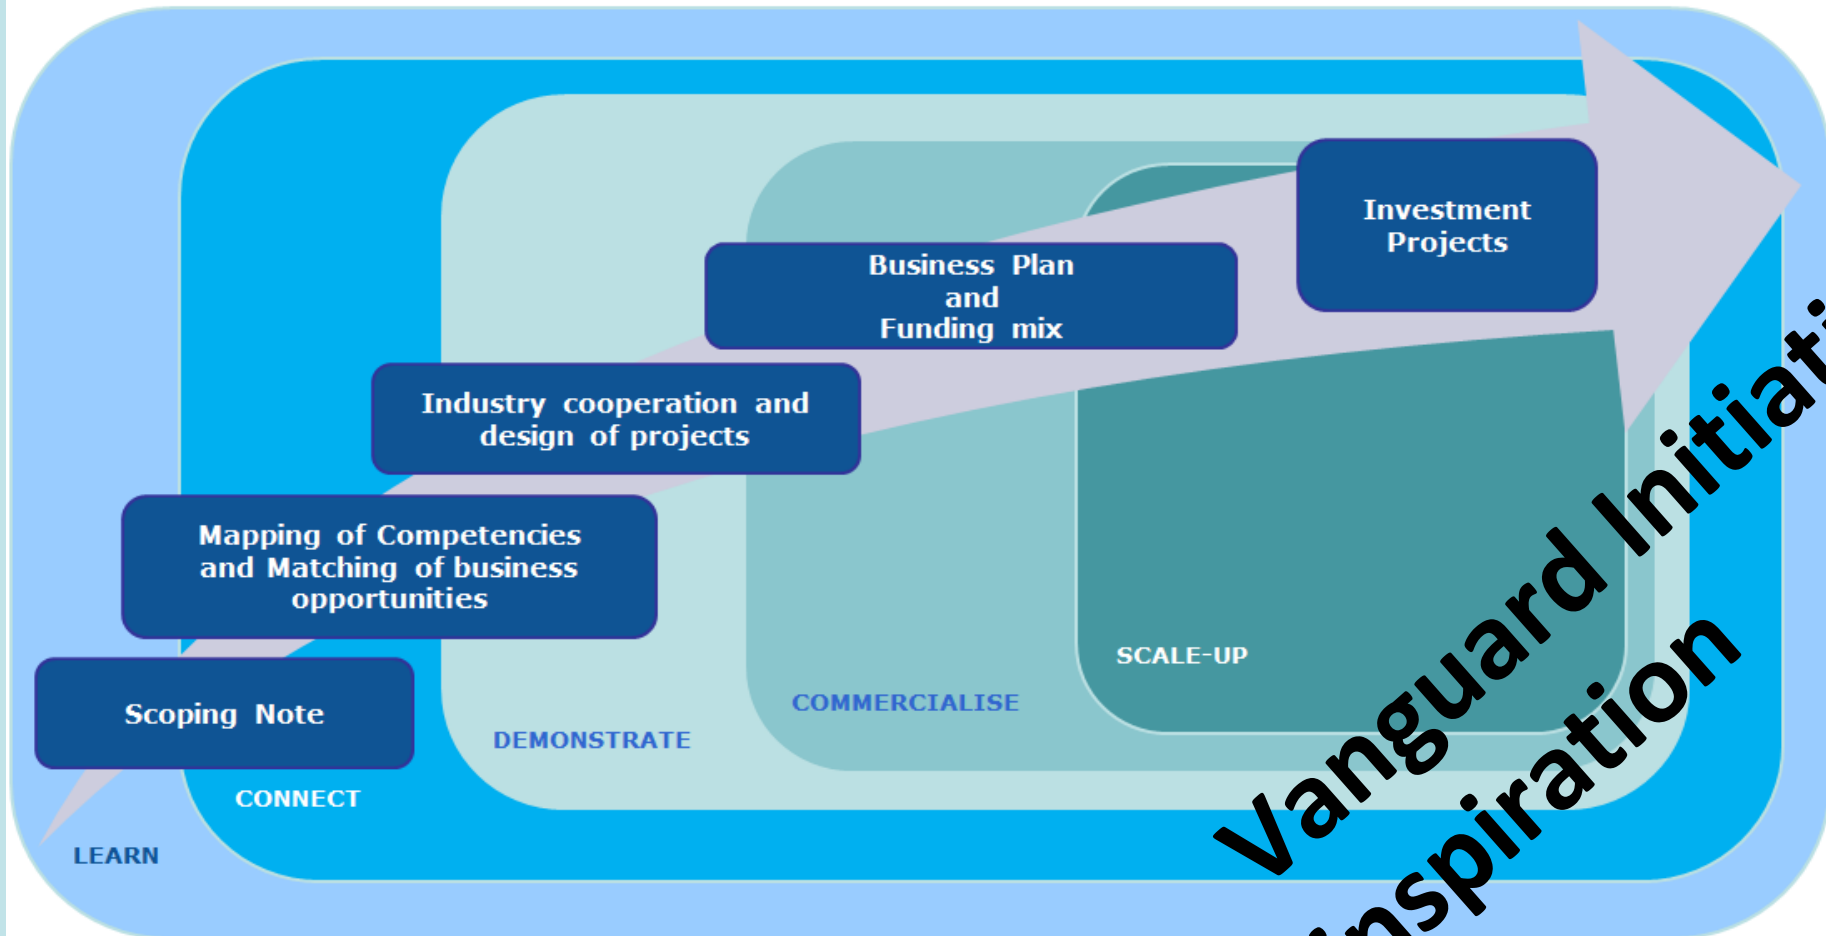 Investment
Projects
Business Plan
and
Funding mix
Industry cooperation and
design of projects
Mapping of Competencies
and Matching of business
opportunities
Scoping Note
SCALE-UP
COMMERCIALISE
DEMONSTRATE
CONNECT
LEARN
Vanguard Initiati
inspiration